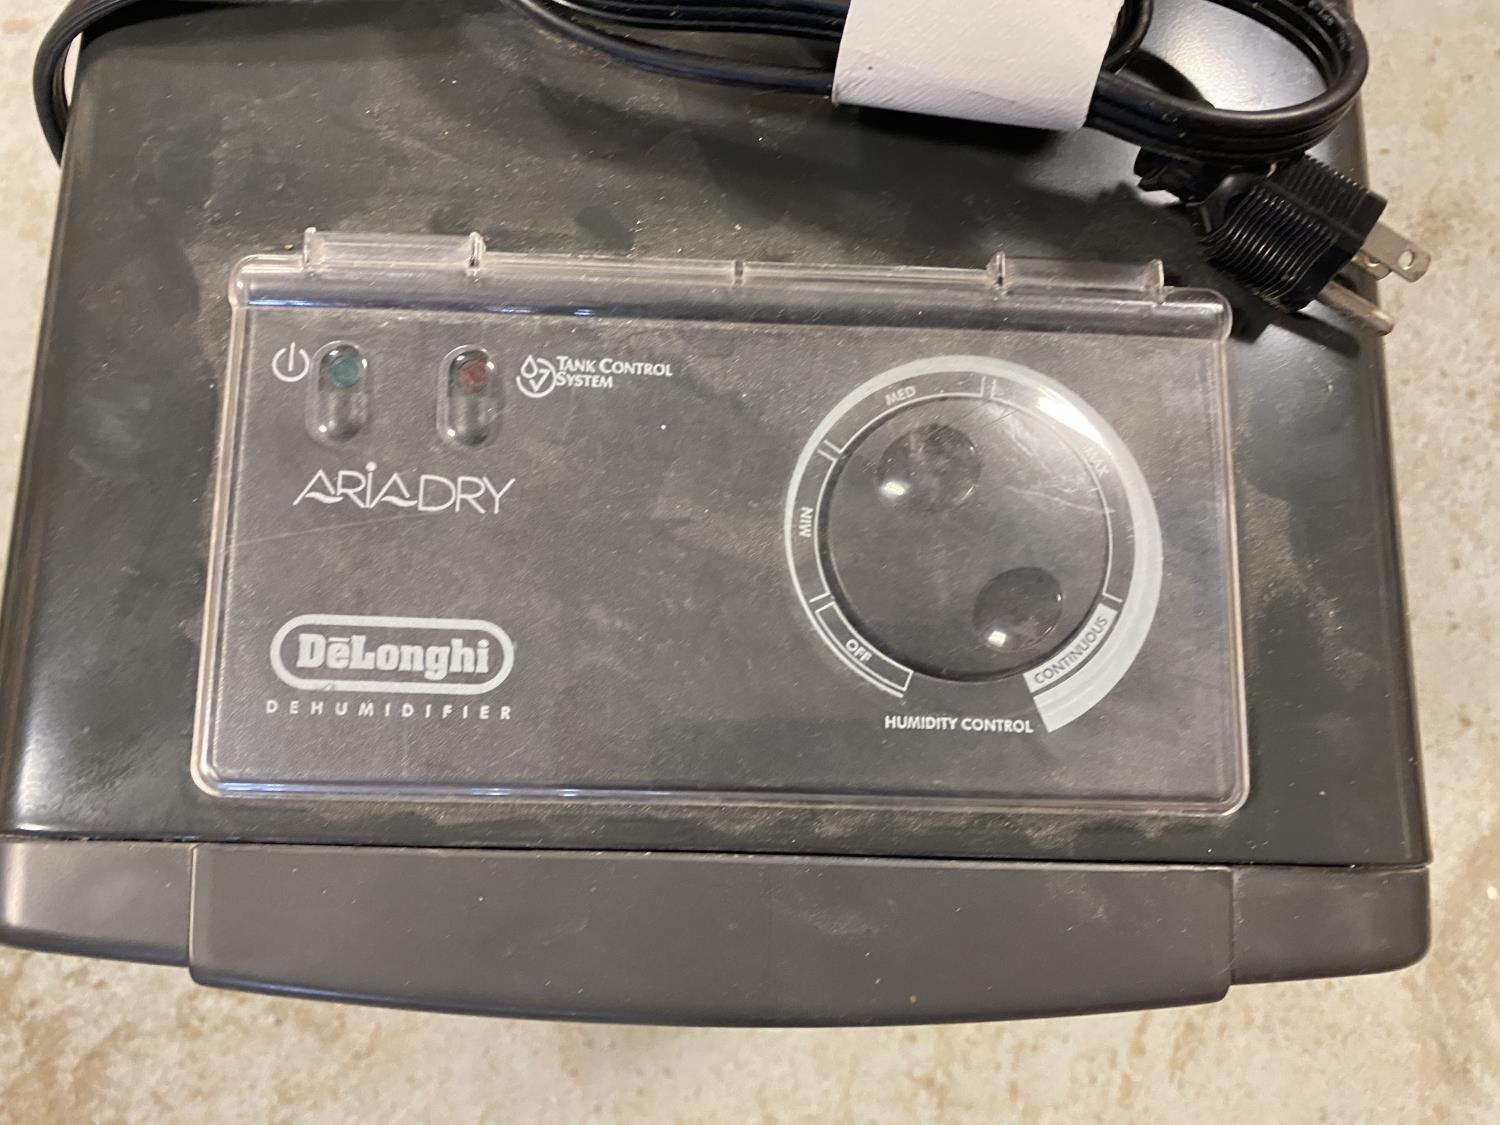 TANK CONTROL
SYSTEM
ARIADRY
DēLonghi
DEHUMIDIFIER
MED
MAX
MIN
OFF
CONTINUOUS
HUMIDITY CONTROL